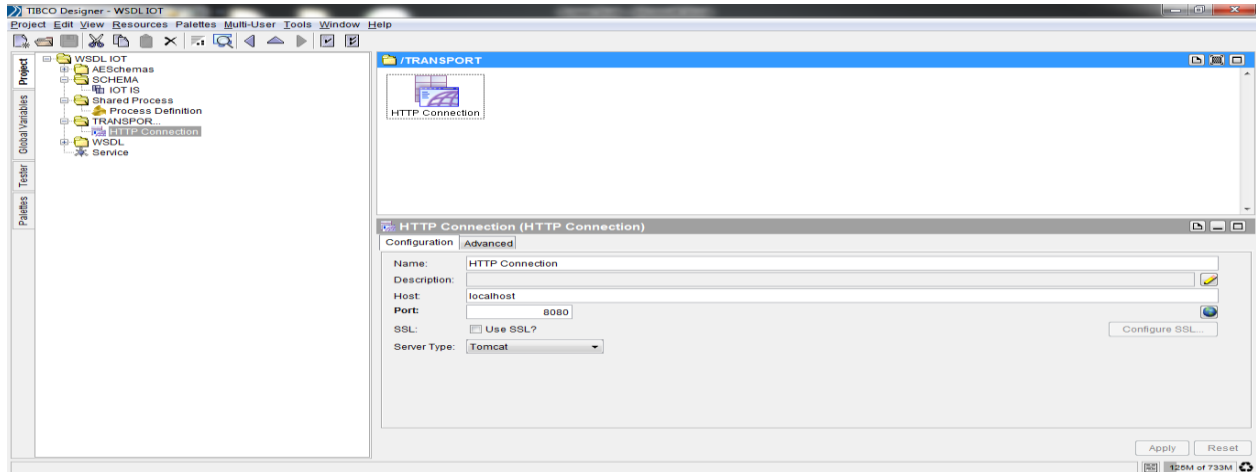 TIBCO Designer - WSDL IOT
Project Edit View Resources Palettes Multi-User Tools Window Help
Project
Global Variables
Tester
Palettes
WSDL IOT
AESchemas
SCHEMA
IOT IS
Shared Process
Process Definition
TRANSPOR...
HTTP Connection
WSDL
Service
/TRANSPORT
HTTP Connection
HTTP Connection (HTTP Connection)
Configuration Advanced
Name: HTTP Connection
Description:
Host: localhost
Port: 8080
SSL: Use SSL? Configure SSL...
Server Type: Tomcat
Apply Reset
126M of 733M